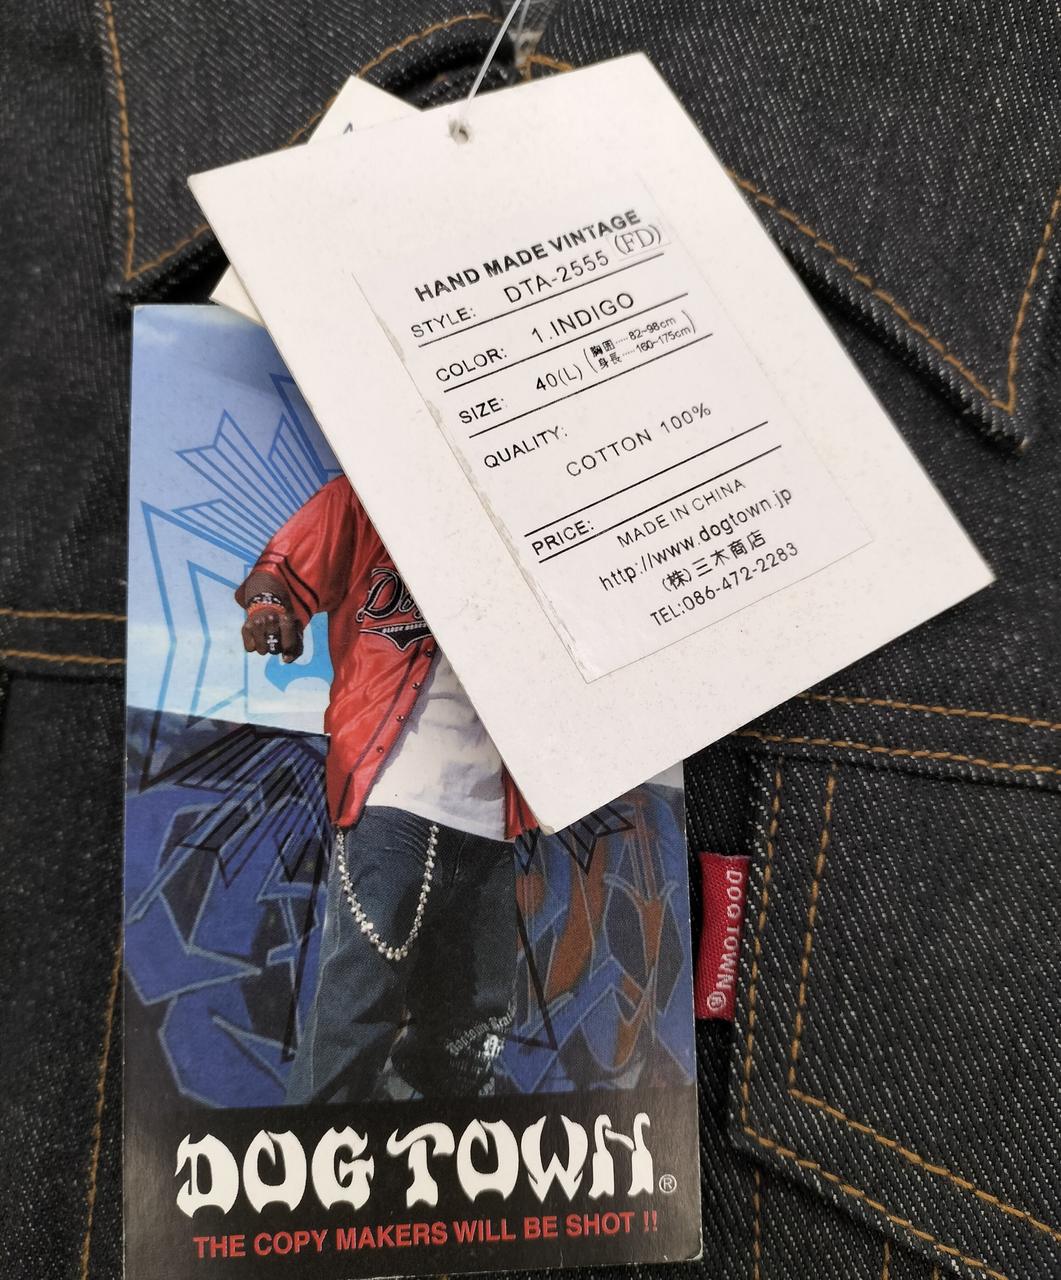 HAND MADE VINTAGE
STYLE: DTA-2555 (FD)
COLOR: 1.INDIGO
SIZE: 40(L) (胸囲……82~98cm
身長……160~175cm)
QUALITY:
COTTON 100%
PRICE: MADE IN CHINA
http://www.dogtown.jp
(株)三木商店
TEL:086-472-2283
DOG TOWN®
DOG TOWN®
THE COPY MAKERS WILL BE SHOT !!